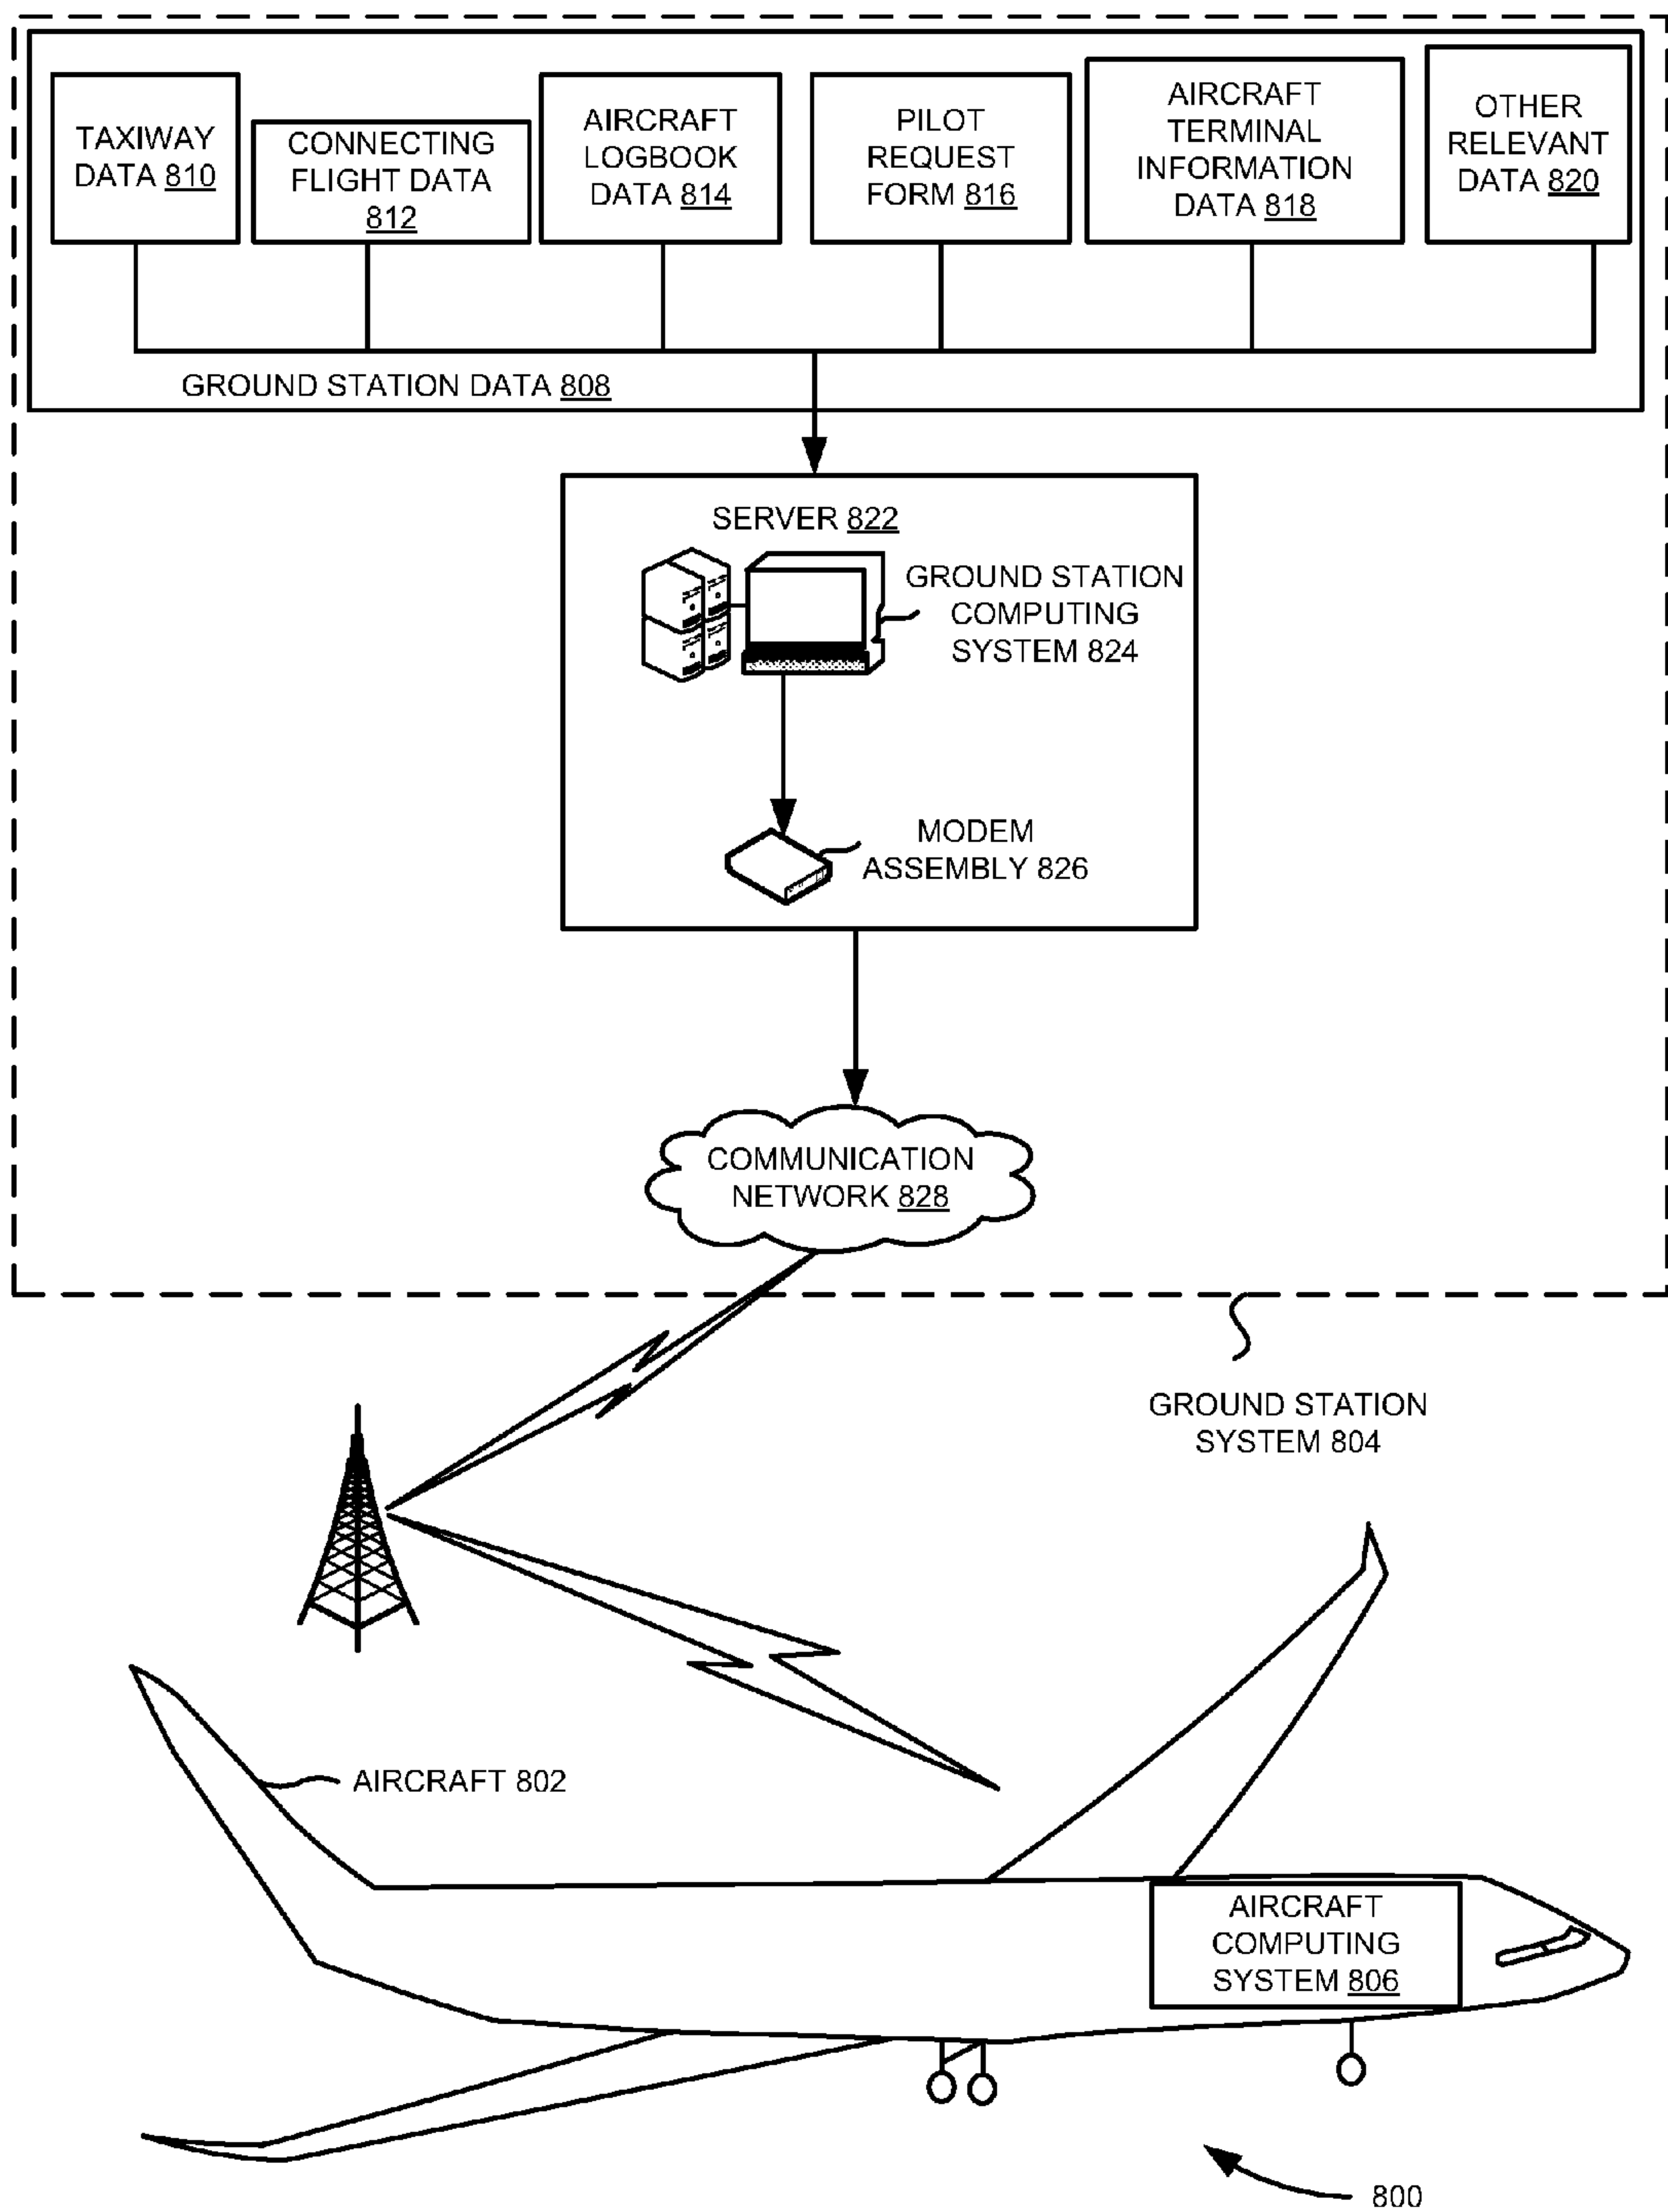 TAXIWAY
DATA 810
CONNECTING
FLIGHT DATA
812
AIRCRAFT
LOGBOOK
DATA 814
PILOT
REQUEST
FORM 816
AIRCRAFT
TERMINAL
INFORMATION
DATA 818
OTHER
RELEVANT
DATA 820
GROUND STATION DATA 808
SERVER 822
GROUND STATION
COMPUTING
SYSTEM 824
MODEM
ASSEMBLY 826
COMMUNICATION
NETWORK 828
GROUND STATION
SYSTEM 804
AIRCRAFT 802
AIRCRAFT
COMPUTING
SYSTEM 806
800